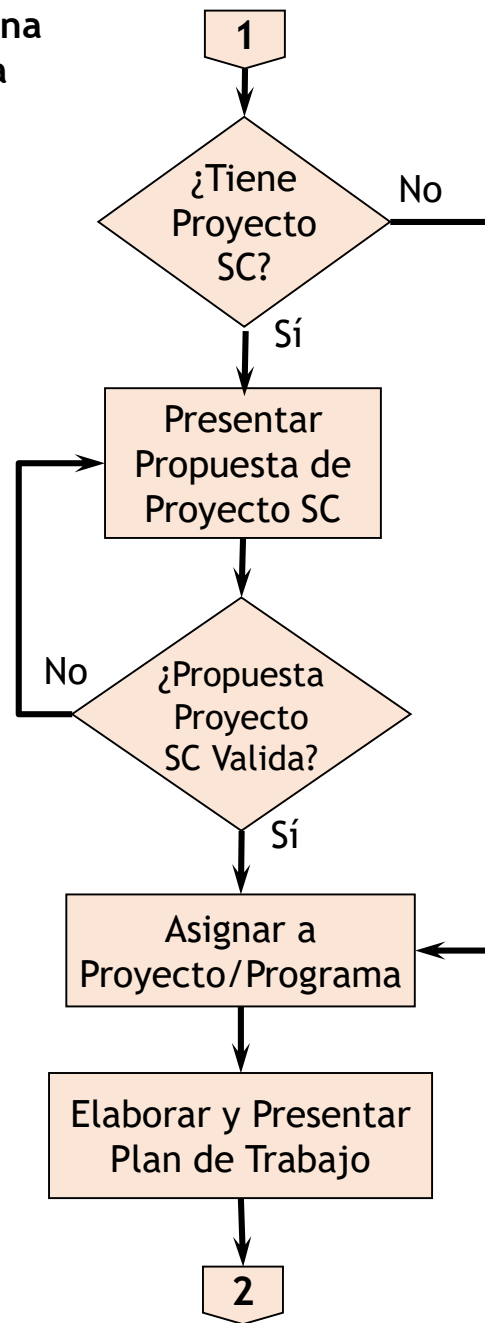 na
a
1
¿Tiene
Proyecto
SC?
No
Sí
Presentar
Propuesta de
Proyecto SC
No
¿Propuesta
Proyecto
SC Valida?
Sí
Asignar a
Proyecto/Programa
Elaborar y Presentar
Plan de Trabajo
2